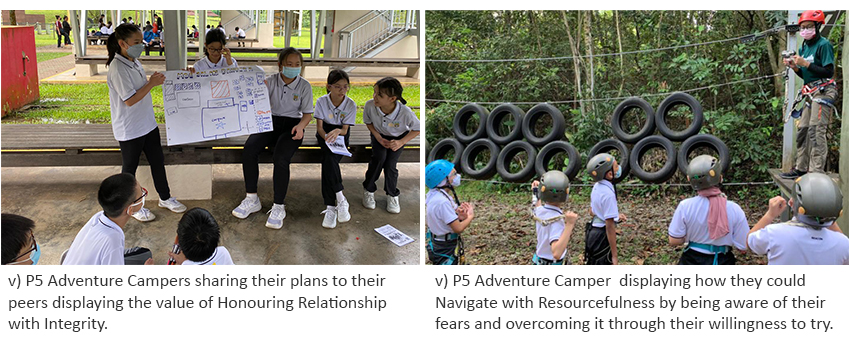 v) P5 Adventure Campers sharing their plans to their
peers displaying the value of Honouring Relationship
with Integrity.
v) P5 Adventure Camper  displaying how they could
Navigate with Resourcefulness by being aware of their
fears and overcoming it through their willingness to try.